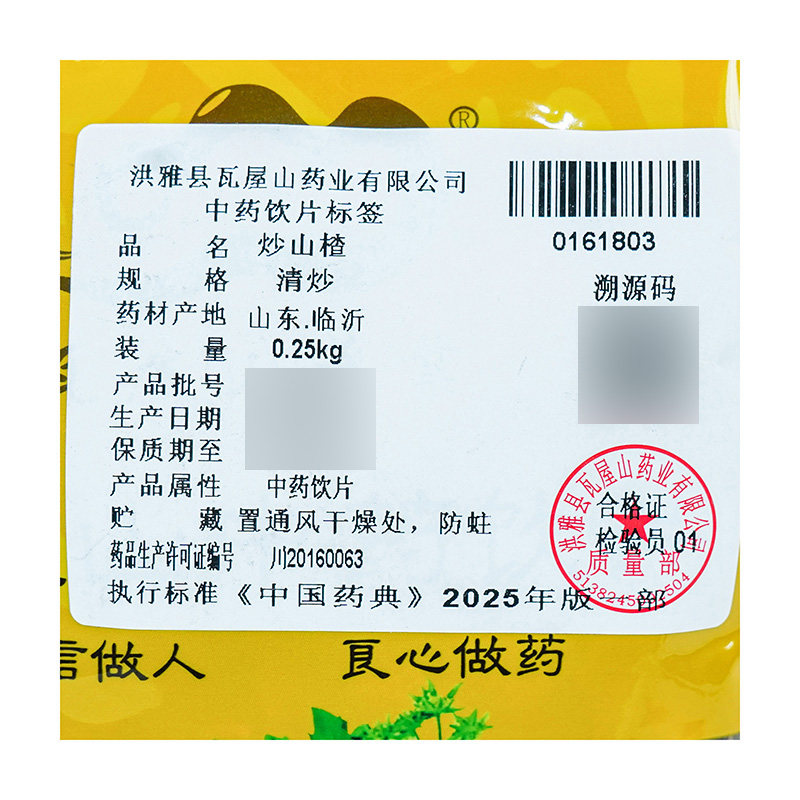 ®
洪雅县瓦屋山药业有限公司
中药饮片标签
0161803
品 名 炒山楂
规 格 清炒
溯源码
药材产地 山东.临沂
装 量 0.25kg
产品批号
生产日期
保质期至
产品属性 中药饮片
贮 藏 置通风干燥处，防蛀
药品生产许可证编号 川20160063
执行标准 《中国药典》2025年版一部
洪雅县瓦屋山药业有限公司
合格证
检验员 01
质量部
言做人 良心做药